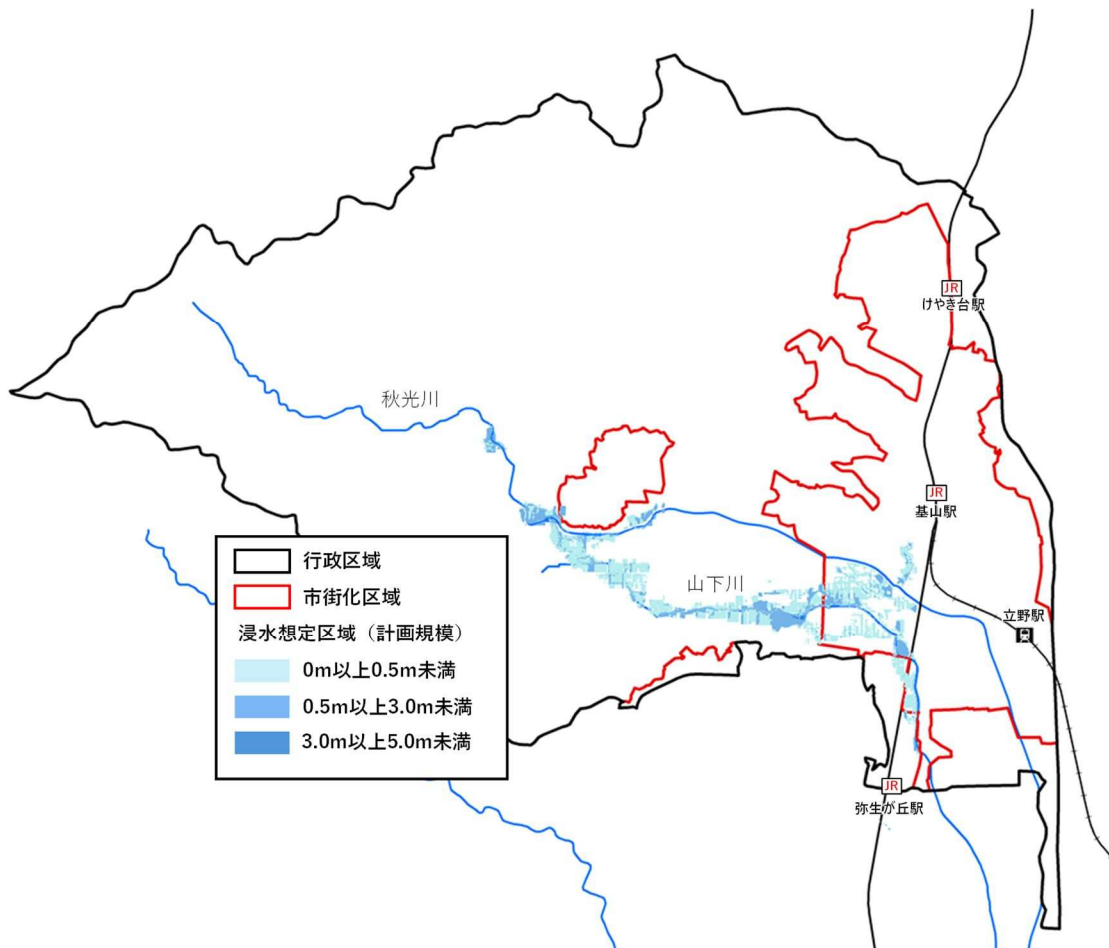 JR
けやき台駅
秋光川
JR
基山駅
行政区域
市街化区域
浸水想定区域（計画規模）
0m以上0.5m未満
0.5m以上3.0m未満
3.0m以上5.0m未満
山下川
立野駅
JR
弥生が丘駅